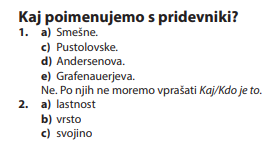 Kaj poimenujemo s pridevniki?
1. a) Smešne.
c) Pustolovske.
d) Andersenova.
e) Grafenauerjeva.
Ne. Po njih ne moremo vprašati Kaj/Kdo je to.
2. a) lastnost
b) vrsto
c) svojino